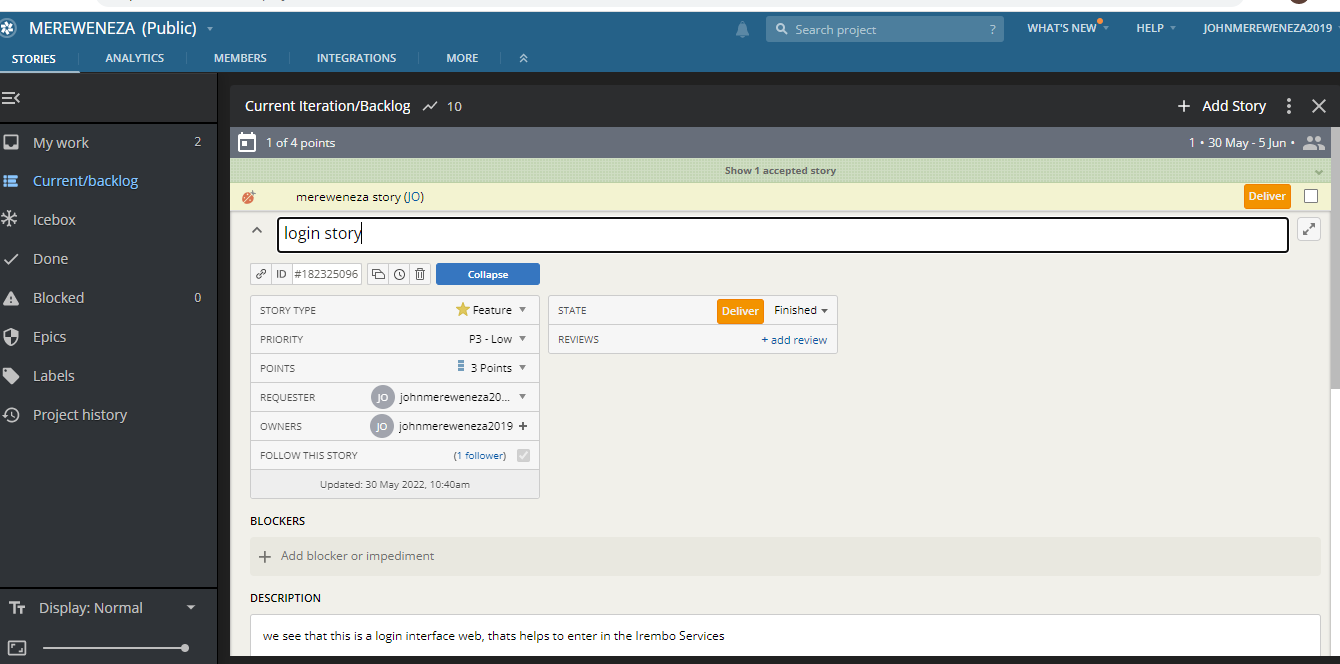 MEREWENEZA (Public)
Search project ?
WHAT'S NEW
HELP
JOHNMEREWENEZA2019
STORIES
ANALYTICS
MEMBERS
INTEGRATIONS
MORE
My work 2
Current/backlog
Icebox
Done
Blocked 0
Epics
Labels
Project history
Display: Normal
Current Iteration/Backlog 10
+ Add Story
1 of 4 points
1 • 30 May - 5 Jun •
Show 1 accepted story
mereweneza story (JO)
Deliver
login story
ID #182325096
Collapse
STORY TYPE Feature
PRIORITY P3 - Low
POINTS 3 Points
REQUESTER JO johnmereweneza20...
OWNERS JO johnmereweneza2019 +
FOLLOW THIS STORY (1 follower)
Updated: 30 May 2022, 10:40am
STATE Deliver Finished
REVIEWS + add review
BLOCKERS
+ Add blocker or impediment
DESCRIPTION
we see that this is a login interface web, thats helps to enter in the Irembo Services